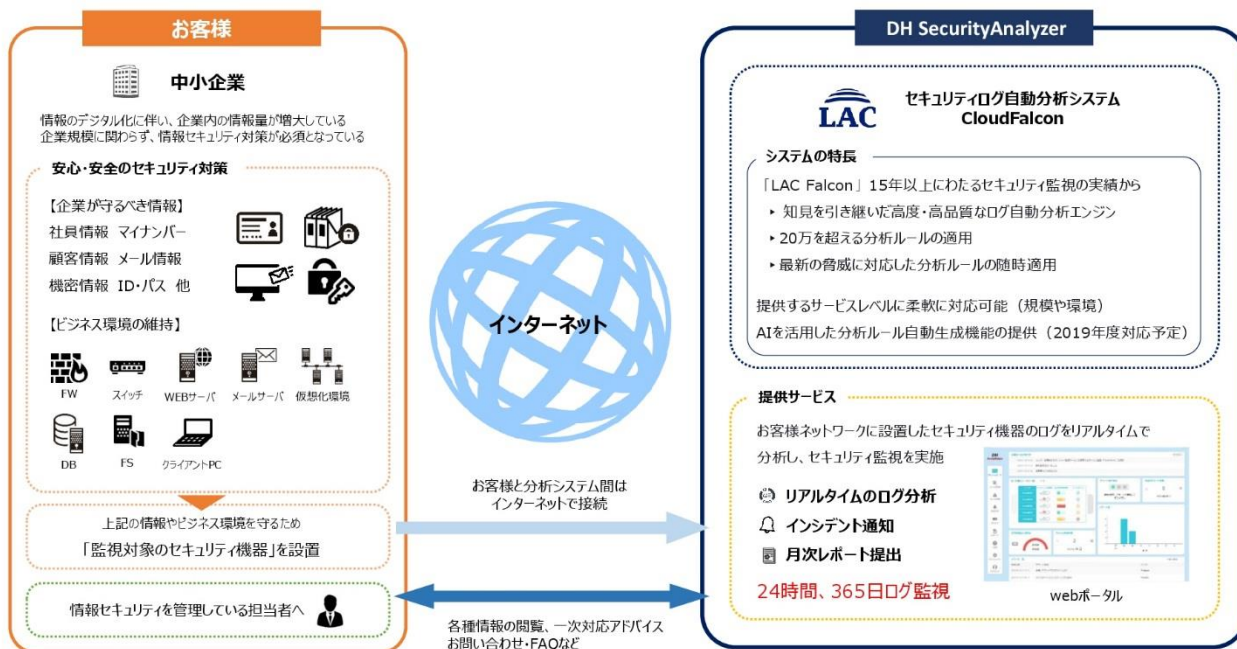 お客様
中小企業
情報のデジタル化に伴い、企業内の情報量が増大している
企業規模に関わらず、情報セキュリティ対策が必須となっている
安心・安全のセキュリティ対策
【企業が守るべき情報】
社員情報 マイナンバー
顧客情報 メール情報
機密情報 ID・パス 他
【ビジネス環境の維持】
FW
スイッチ
WEBサーバ
メールサーバ
仮想化環境
DB
FS
クライアントPC
上記の情報やビジネス環境を守るため
「監視対象のセキュリティ機器」を設置
情報セキュリティを管理している担当者へ
インターネット
お客様と分析システム間は
インターネットで接続
各種情報の閲覧、一次対応アドバイス
お問い合わせ・FAQなど
DH SecurityAnalyzer
LAC
セキュリティログ自動分析システム
CloudFalcon
システムの特長
「LAC Falcon」15年以上にわたるセキュリティ監視の実績から
▸ 知見を引き継いだ高度・高品質なログ自動分析エンジン
▸ 20万を超える分析ルールの適用
▸ 最新の脅威に対応した分析ルールの随時適用
提供するサービスレベルに柔軟に対応可能（規模や環境）
AIを活用した分析ルール自動生成機能の提供（2019年度対応予定）
提供サービス
お客様ネットワークに設置したセキュリティ機器のログをリアルタイムで
分析し、セキュリティ監視を実施
リアルタイムのログ分析
インシデント通知
月次レポート提出
24時間、365日ログ監視
webポータル